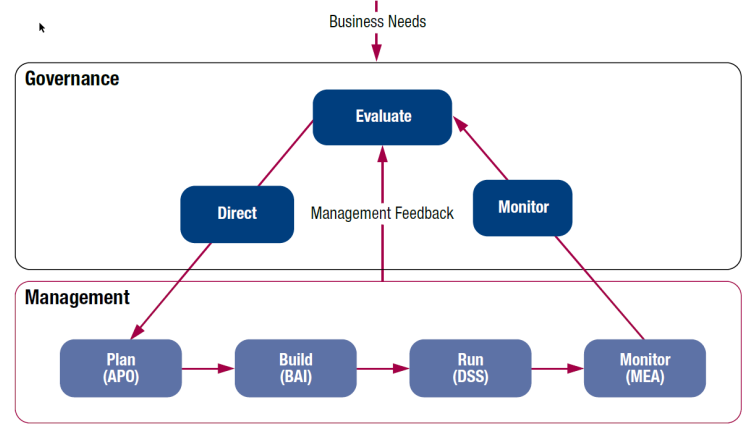 Business Needs
Governance
Evaluate
Direct
Management Feedback
Monitor
Management
Plan
(APO)
Build
(BAI)
Run
(DSS)
Monitor
(MEA)